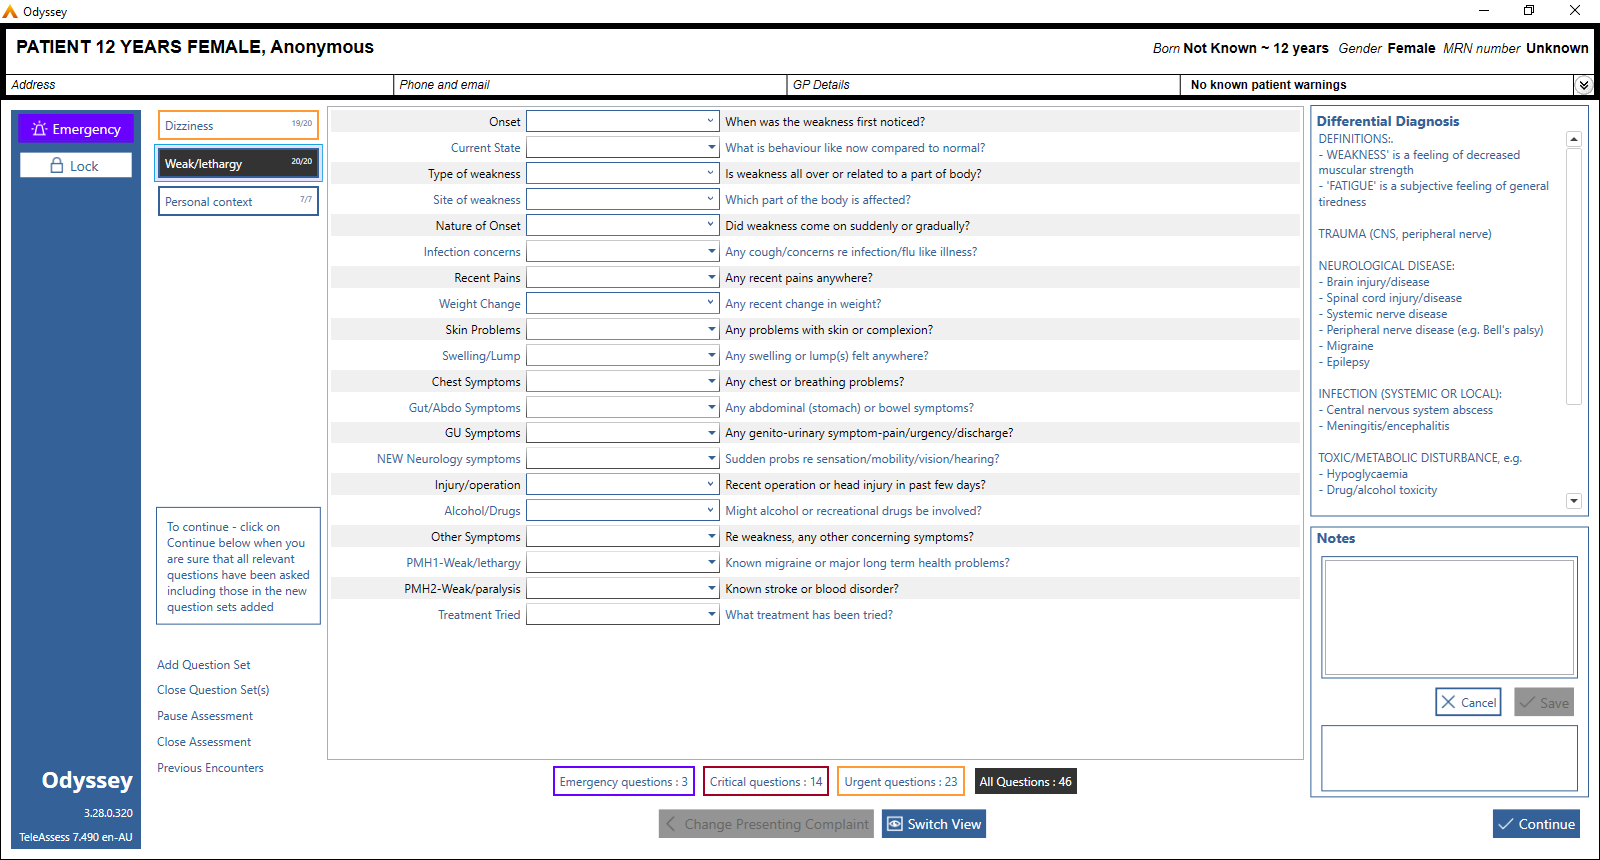 Odyssey
PATIENT 12 YEARS FEMALE, Anonymous
Born Not Known ~ 12 years Gender Female MRN number Unknown
Address
Phone and email
GP Details
No known patient warnings
Emergency
Lock
Odyssey
3.28.0.320
TeleAssess 7.490 en-AU
Dizziness 19/20
Weak/lethargy 20/20
Personal context 7/7
To continue - click on
Continue below when you
are sure that all relevant
questions have been asked
including those in the new
question sets added
Add Question Set
Close Question Set(s)
Pause Assessment
Close Assessment
Previous Encounters
Onset When was the weakness first noticed?
Current State What is behaviour like now compared to normal?
Type of weakness Is weakness all over or related to a part of body?
Site of weakness Which part of the body is affected?
Nature of Onset Did weakness come on suddenly or gradually?
Infection concerns Any cough/concerns re infection/flu like illness?
Recent Pains Any recent pains anywhere?
Weight Change Any recent change in weight?
Skin Problems Any problems with skin or complexion?
Swelling/Lump Any swelling or lump(s) felt anywhere?
Chest Symptoms Any chest or breathing problems?
Gut/Abdo Symptoms Any abdominal (stomach) or bowel symptoms?
GU Symptoms Any genito-urinary symptom-pain/urgency/discharge?
NEW Neurology symptoms Sudden probs re sensation/mobility/vision/hearing?
Injury/operation Recent operation or head injury in past few days?
Alcohol/Drugs Might alcohol or recreational drugs be involved?
Other Symptoms Re weakness, any other concerning symptoms?
PMH1-Weak/lethargy Known migraine or major long term health problems?
PMH2-Weak/paralysis Known stroke or blood disorder?
Treatment Tried What treatment has been tried?
Emergency questions : 3
Critical questions : 14
Urgent questions : 23
All Questions : 46
Change Presenting Complaint
Switch View
Differential Diagnosis
DEFINITIONS:.
- WEAKNESS' is a feeling of decreased
muscular strength
- 'FATIGUE' is a subjective feeling of general
tiredness
TRAUMA (CNS, peripheral nerve)
NEUROLOGICAL DISEASE:
- Brain injury/disease
- Spinal cord injury/disease
- Systemic nerve disease
- Peripheral nerve disease (e.g. Bell's palsy)
- Migraine
- Epilepsy
INFECTION (SYSTEMIC OR LOCAL):
- Central nervous system abscess
- Meningitis/encephalitis
TOXIC/METABOLIC DISTURBANCE, e.g.
- Hypoglycaemia
- Drug/alcohol toxicity
Notes
Cancel
Save
Continue